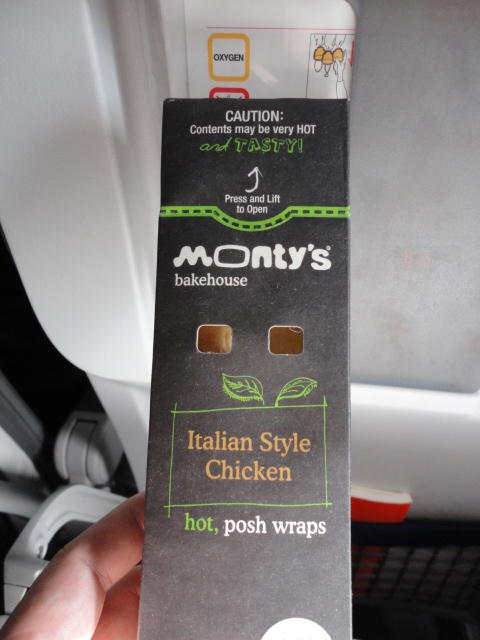 OXYGEN
CAUTION:
Contents may be very HOT
and TASTY!
Press and Lift
to Open
monty's
bakehouse
Italian Style
Chicken
hot, posh wraps